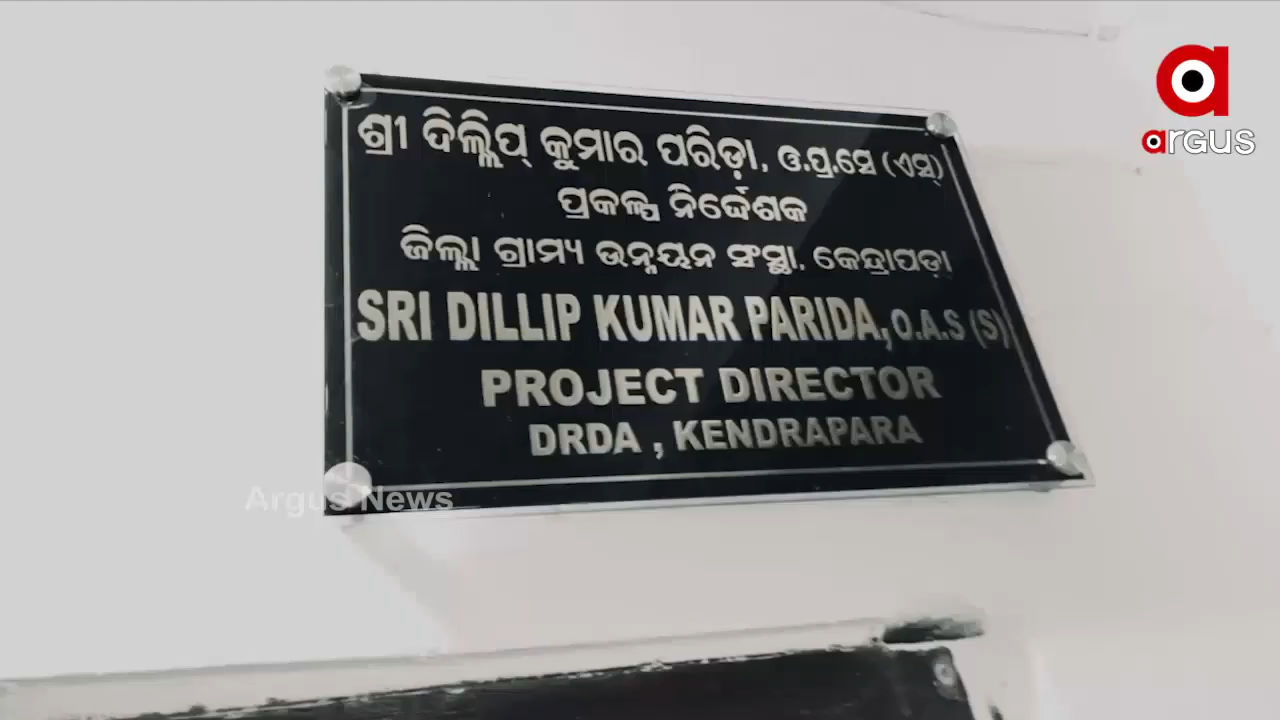 ଶ୍ରୀ ଦିଲ୍ଲିପ୍ କୁମାର ପରିଡ଼ା, ଓ.ପ୍ର.ସେ (ଏସ୍)
ପ୍ରକଳ୍ପ ନିର୍ଦ୍ଦେଶକ
ଜିଲ୍ଲା ଗ୍ରାମ୍ୟ ଉନ୍ନୟନ ସଂସ୍ଥା, କେନ୍ଦ୍ରାପଡ଼ା
SRI DILLIP KUMAR PARIDA, O.A.S (S)
PROJECT DIRECTOR
DRDA , KENDRAPARA
Argus News
a
argus